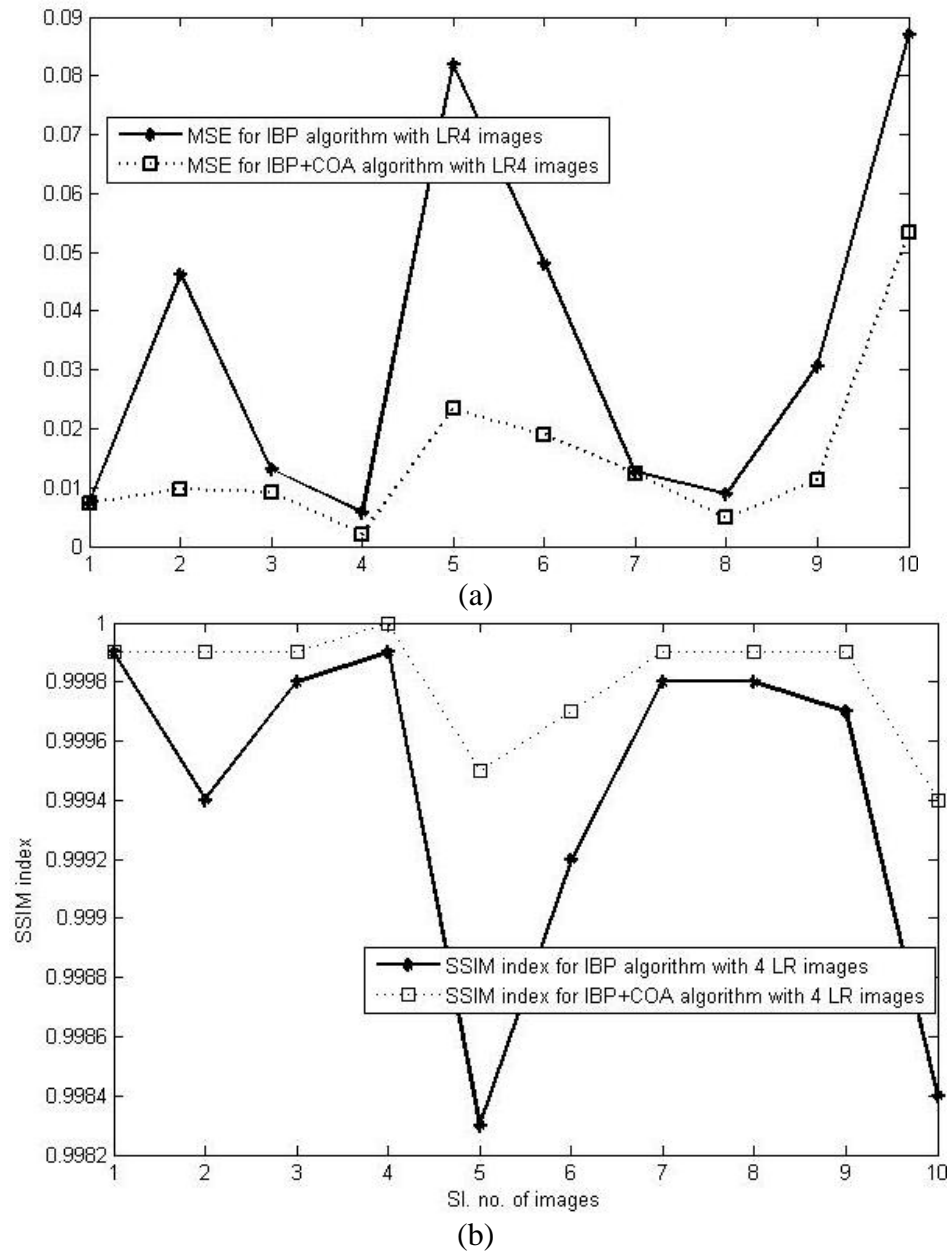 0.09
0.08
0.07
0.06
0.05
0.04
0.03
0.02
0.01
0
MSE for IBP algorithm with LR4 images
MSE for IBP+COA algorithm with LR4 images
1 2 3 4 5 6 7 8 9 10
(a)
1
0.9998
0.9996
0.9994
0.9992
0.999
0.9988
0.9986
0.9984
0.9982
SSIM index
SSIM index for IBP algorithm with 4 LR images
SSIM index for IBP+COA algorithm with 4 LR images
1 2 3 4 5 6 7 8 9 10
Sl. no. of images
(b)